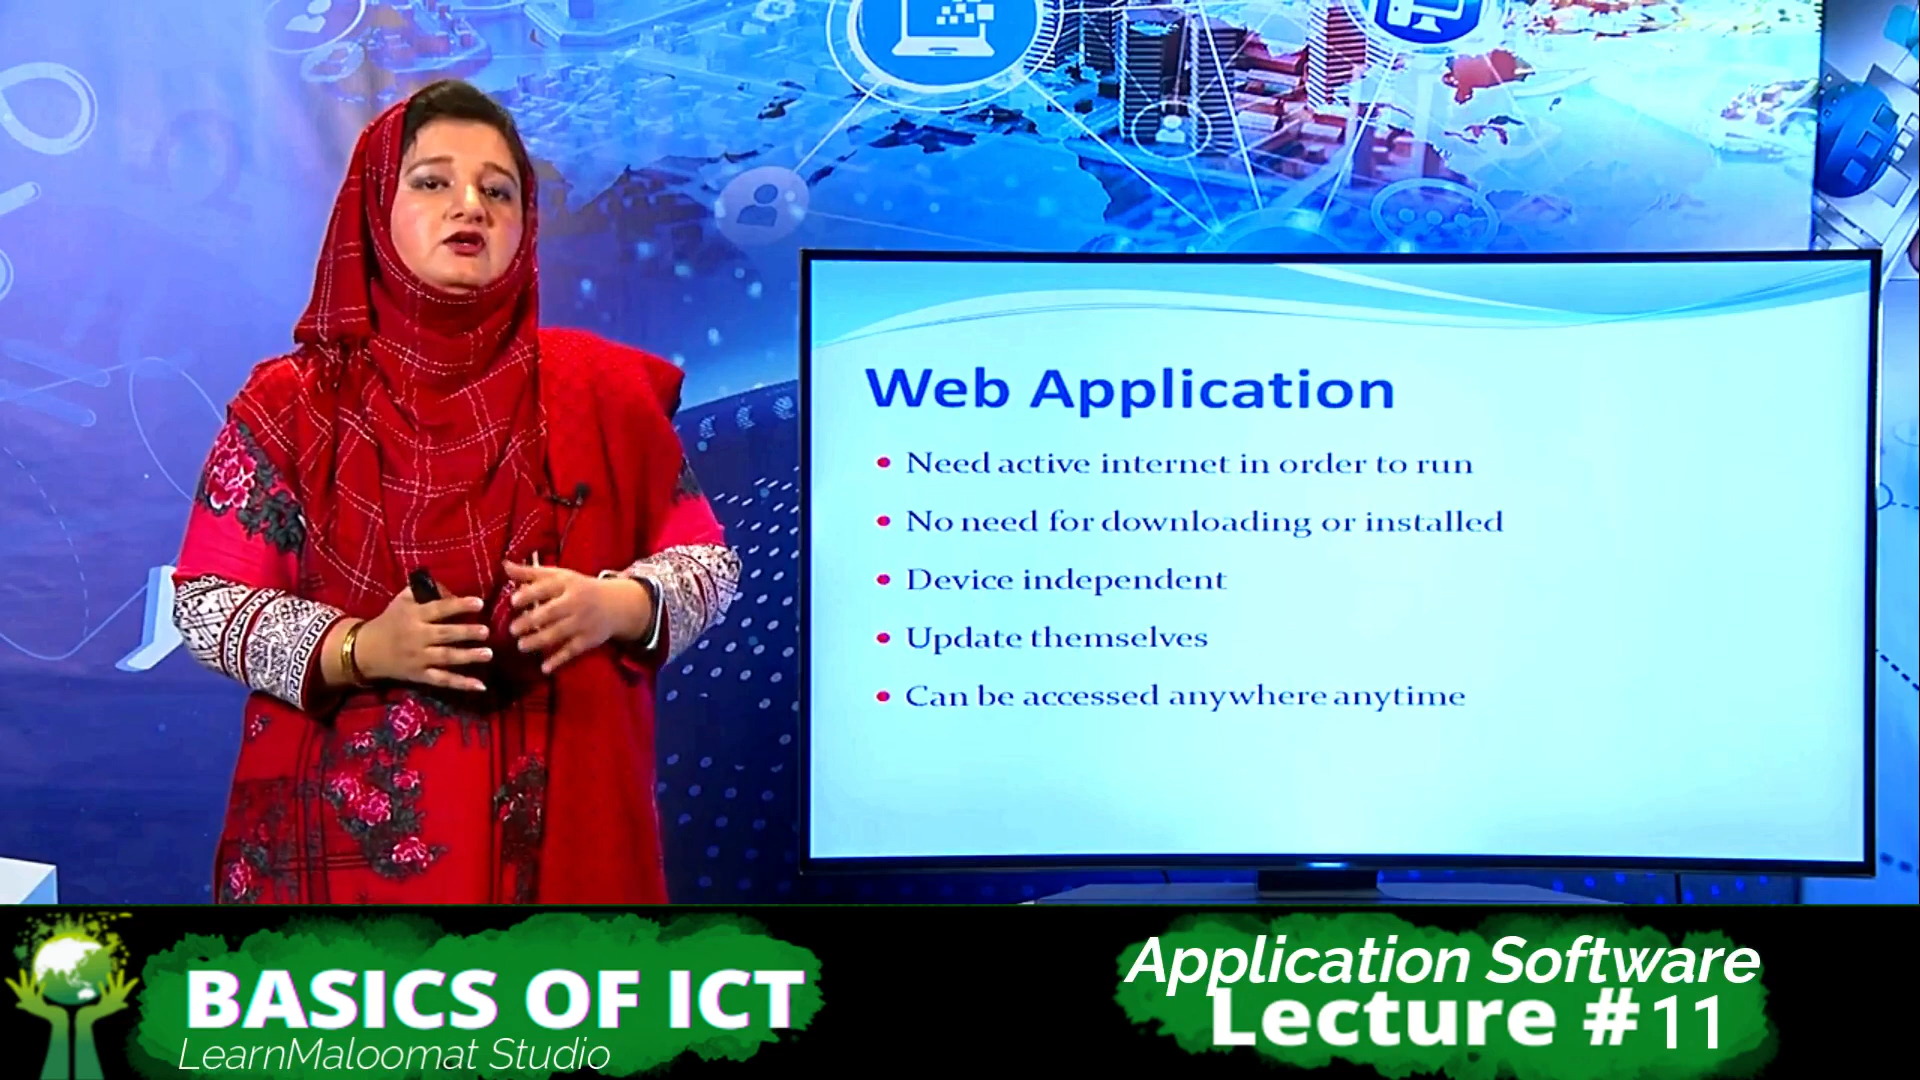 Web Application
Need active internet in order to run
No need for downloading or installed
Device independent
Update themselves
Can be accessed anywhere anytime
BASICS OF ICT
LearnMaloomat Studio
Application Software
Lecture #11